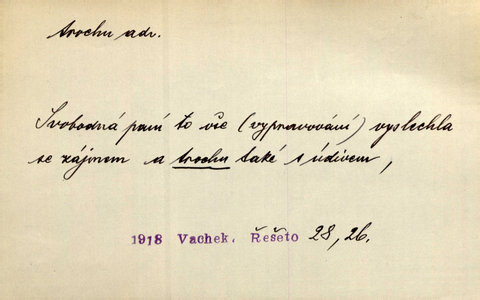 trochu adv.
Svobodná paní to vše (vypravování) vyslechla
se zájmem a trochu také s údivem,
1918 Vachek, Řešeto 28, 26.